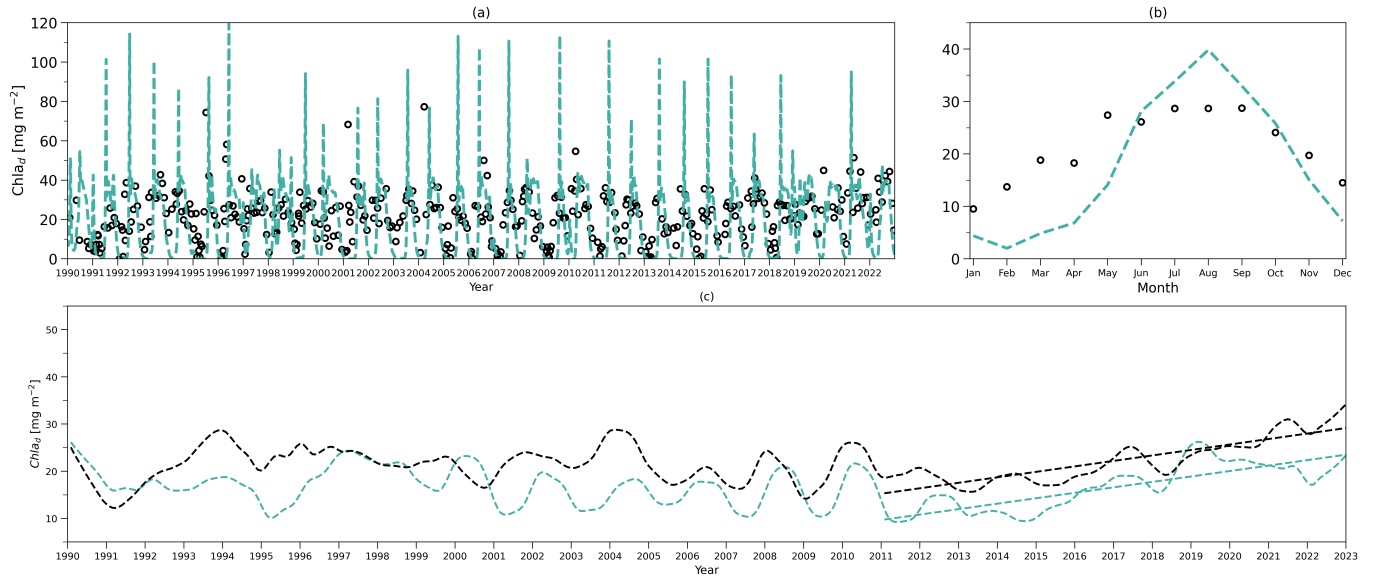 (a)
Chla_d [mg m⁻²]
120
100
80
60
40
20
0
1990 1991 1992 1993 1994 1995 1996 1997 1998 1999 2000 2001 2002 2003 2004 2005 2006 2007 2008 2009 2010 2011 2012 2013 2014 2015 2016 2017 2018 2019 2020 2021 2022
Year
(b)
40
30
20
10
0
Jan Feb Mar Apr May Jun Jul Aug Sep Oct Nov Dec
Month
(c)
Chla_d [mg m⁻²]
50
40
30
20
10
1990 1991 1992 1993 1994 1995 1996 1997 1998 1999 2000 2001 2002 2003 2004 2005 2006 2007 2008 2009 2010 2011 2012 2013 2014 2015 2016 2017 2018 2019 2020 2021 2022 2023
Year